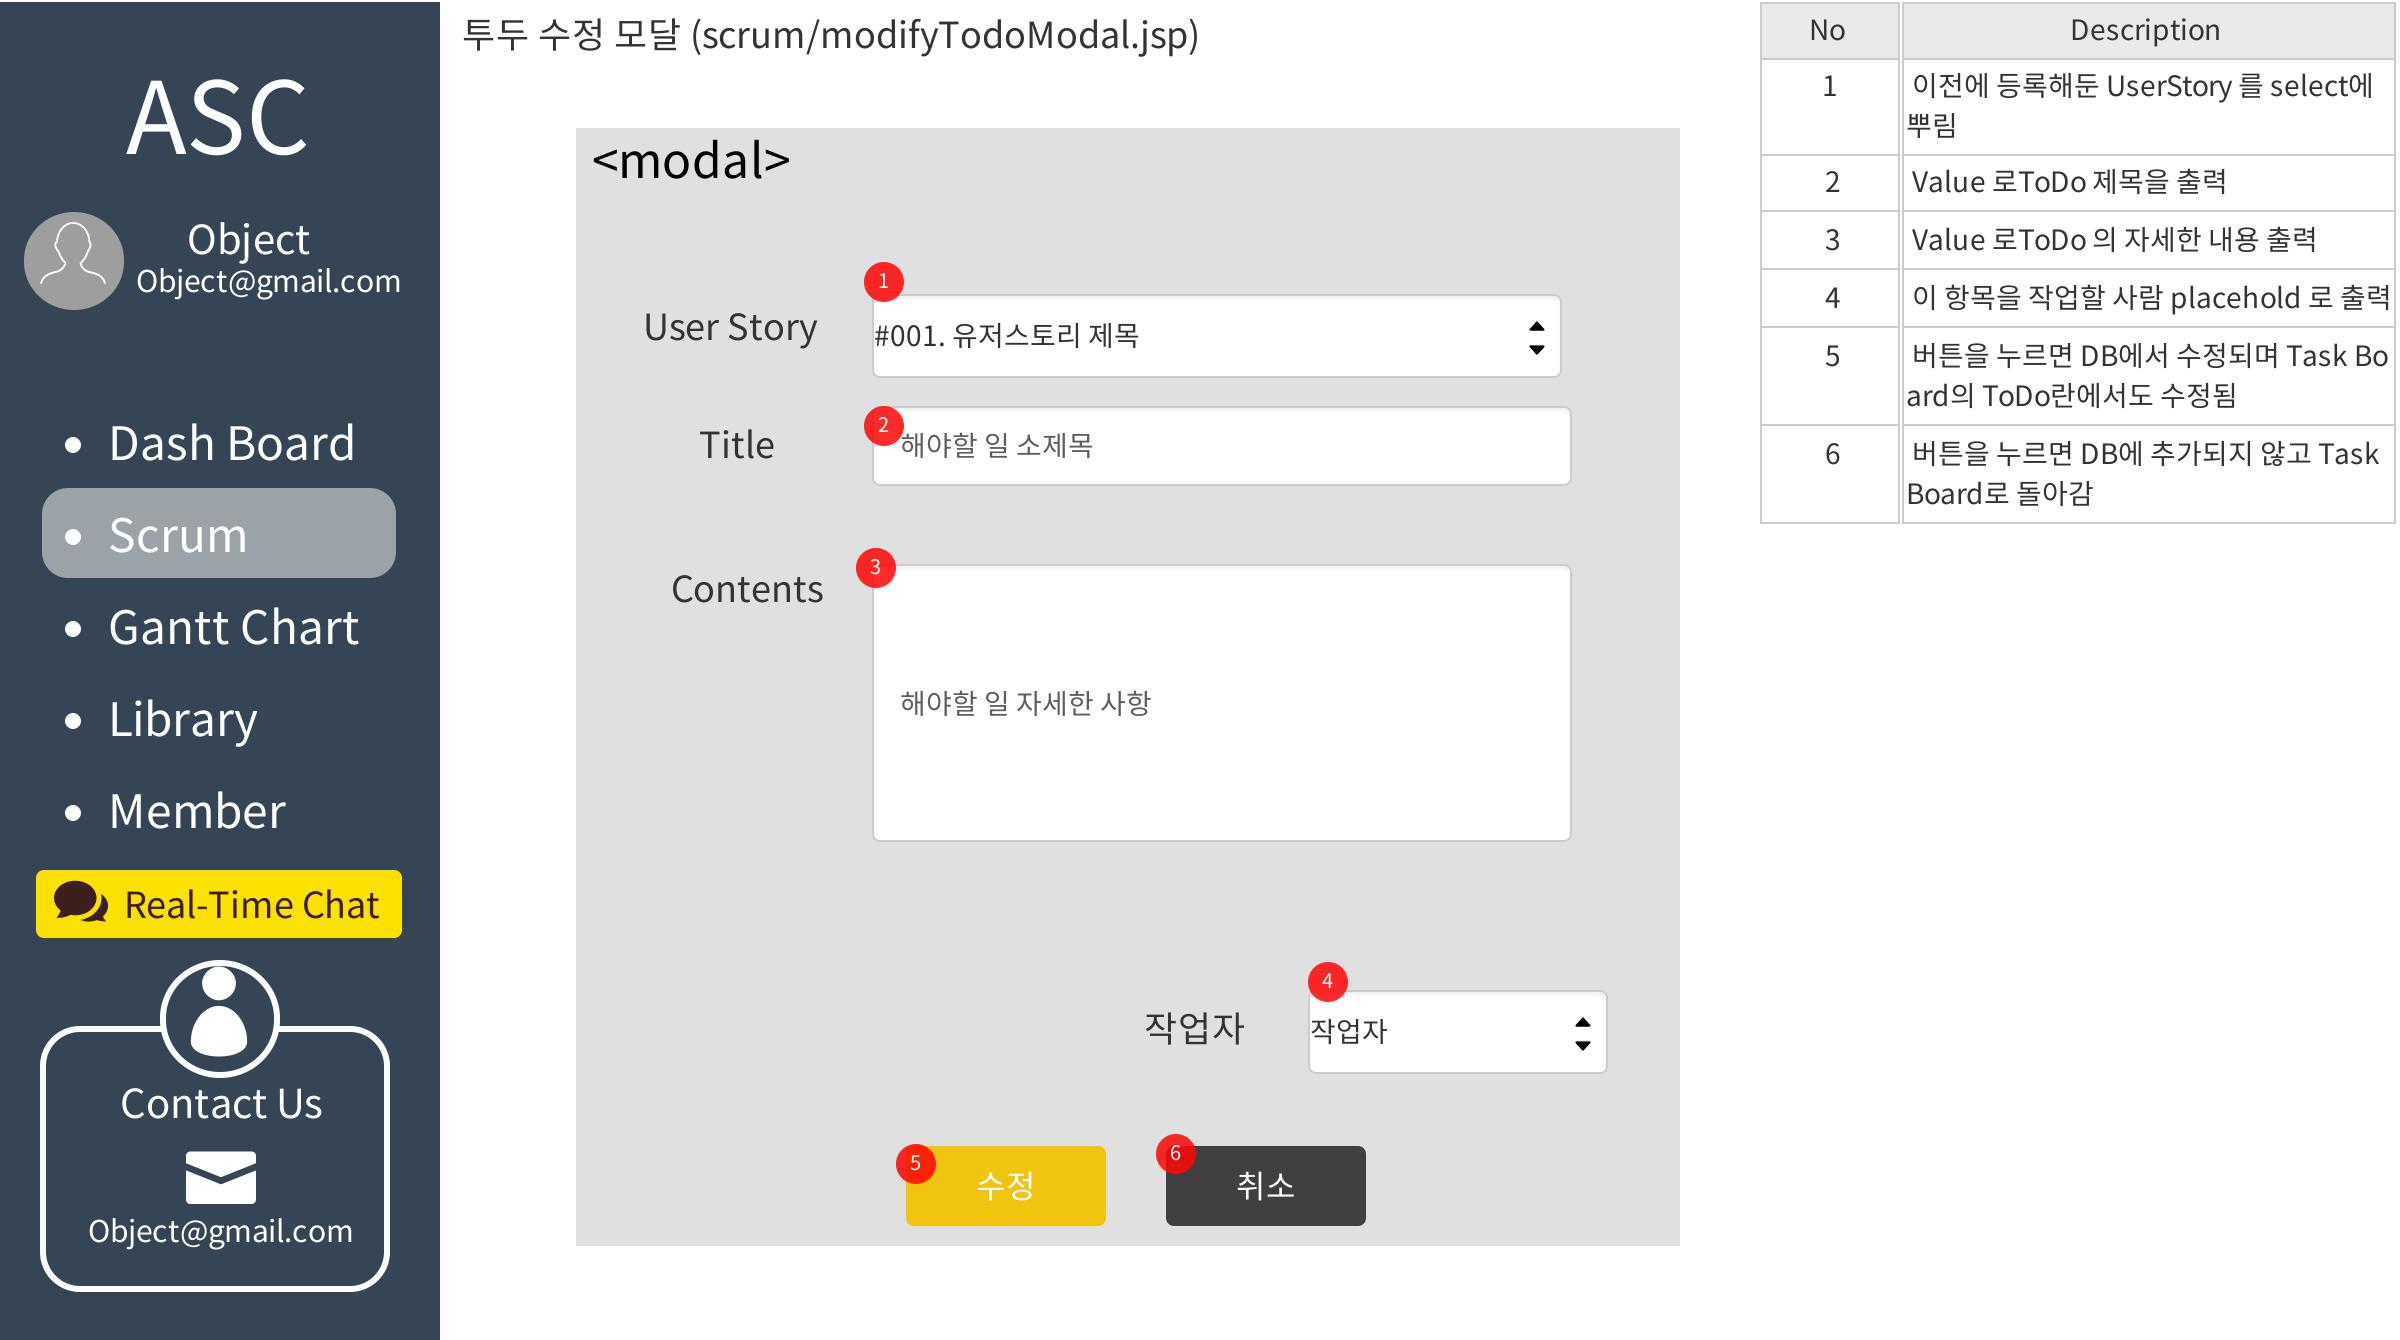 ASC
Object
Object@gmail.com
Dash Board
Scrum
Gantt Chart
Library
Member
Real-Time Chat
Contact Us
Object@gmail.com
투두 수정 모달 (scrum/modifyTodoModal.jsp)
<modal>
1
User Story
#001. 유저스토리 제목
2
Title
해야할 일 소제목
3
Contents
해야할 일 자세한 사항
4
작업자
작업자
5
수정
6
취소
No Description
1 이전에 등록해둔 UserStory 를 select에
뿌림
2 Value 로ToDo 제목을 출력
3 Value 로ToDo 의 자세한 내용 출력
4 이 항목을 작업할 사람 placehold 로 출력
5 버튼을 누르면 DB에서 수정되며 Task Bo
ard의 ToDo란에서도 수정됨
6 버튼을 누르면 DB에 추가되지 않고 Task
Board로 돌아감